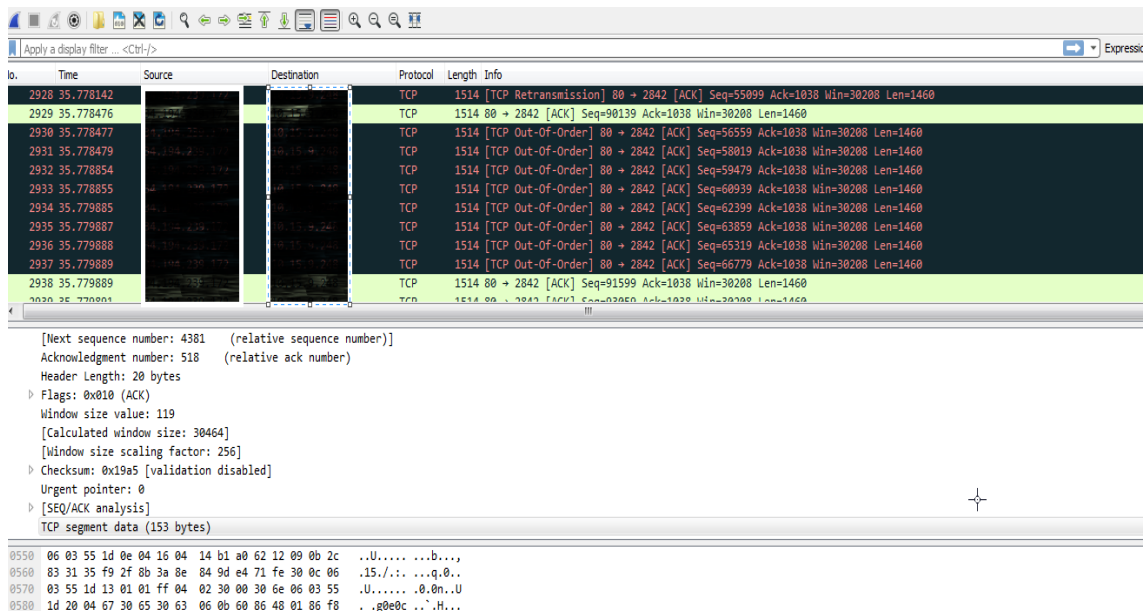 Apply a display filter ... <Ctrl-/> Expressio
o. Time Source Destination Protocol Length Info
2928 35.778142 TCP 1514 [TCP Retransmission] 80 → 2842 [ACK] Seq=55099 Ack=1038 Win=30208 Len=1460
2929 35.778476 TCP 1514 80 → 2842 [ACK] Seq=90139 Ack=1038 Win=30208 Len=1460
2930 35.778477 TCP 1514 [TCP Out-Of-Order] 80 → 2842 [ACK] Seq=56559 Ack=1038 Win=30208 Len=1460
2931 35.778479 TCP 1514 [TCP Out-Of-Order] 80 → 2842 [ACK] Seq=58019 Ack=1038 Win=30208 Len=1460
2932 35.778854 TCP 1514 [TCP Out-Of-Order] 80 → 2842 [ACK] Seq=59479 Ack=1038 Win=30208 Len=1460
2933 35.778855 TCP 1514 [TCP Out-Of-Order] 80 → 2842 [ACK] Seq=60939 Ack=1038 Win=30208 Len=1460
2934 35.779885 TCP 1514 [TCP Out-Of-Order] 80 → 2842 [ACK] Seq=62399 Ack=1038 Win=30208 Len=1460
2935 35.779887 TCP 1514 [TCP Out-Of-Order] 80 → 2842 [ACK] Seq=63859 Ack=1038 Win=30208 Len=1460
2936 35.779888 TCP 1514 [TCP Out-Of-Order] 80 → 2842 [ACK] Seq=65319 Ack=1038 Win=30208 Len=1460
2937 35.779889 TCP 1514 [TCP Out-Of-Order] 80 → 2842 [ACK] Seq=66779 Ack=1038 Win=30208 Len=1460
2938 35.779889 TCP 1514 80 → 2842 [ACK] Seq=91599 Ack=1038 Win=30208 Len=1460
2939 35.779891 TCP 1514 80 → 2842 [ACK] Seq=93059 Ack=1038 Win=30208 Len=1460
[Next sequence number: 4381 (relative sequence number)]
Acknowledgment number: 518 (relative ack number)
Header Length: 20 bytes
Flags: 0x010 (ACK)
Window size value: 119
[Calculated window size: 30464]
[Window size scaling factor: 256]
Checksum: 0x19a5 [validation disabled]
Urgent pointer: 0
[SEQ/ACK analysis]
TCP segment data (153 bytes)
0550 06 03 55 1d 0e 04 16 04 14 b1 a0 62 12 09 0b 2c ..U..... ...b...,
0560 83 31 35 f9 2f 8b 3a 8e 84 9d e4 71 fe 30 0c 06 .15./.:. ...q.0..
0570 03 55 1d 13 01 01 ff 04 02 30 00 30 6e 06 03 55 .U...... .0.0n..U
0580 1d 20 04 67 30 65 30 63 06 0b 60 86 48 01 86 f8 . .g0e0c ..`.H...